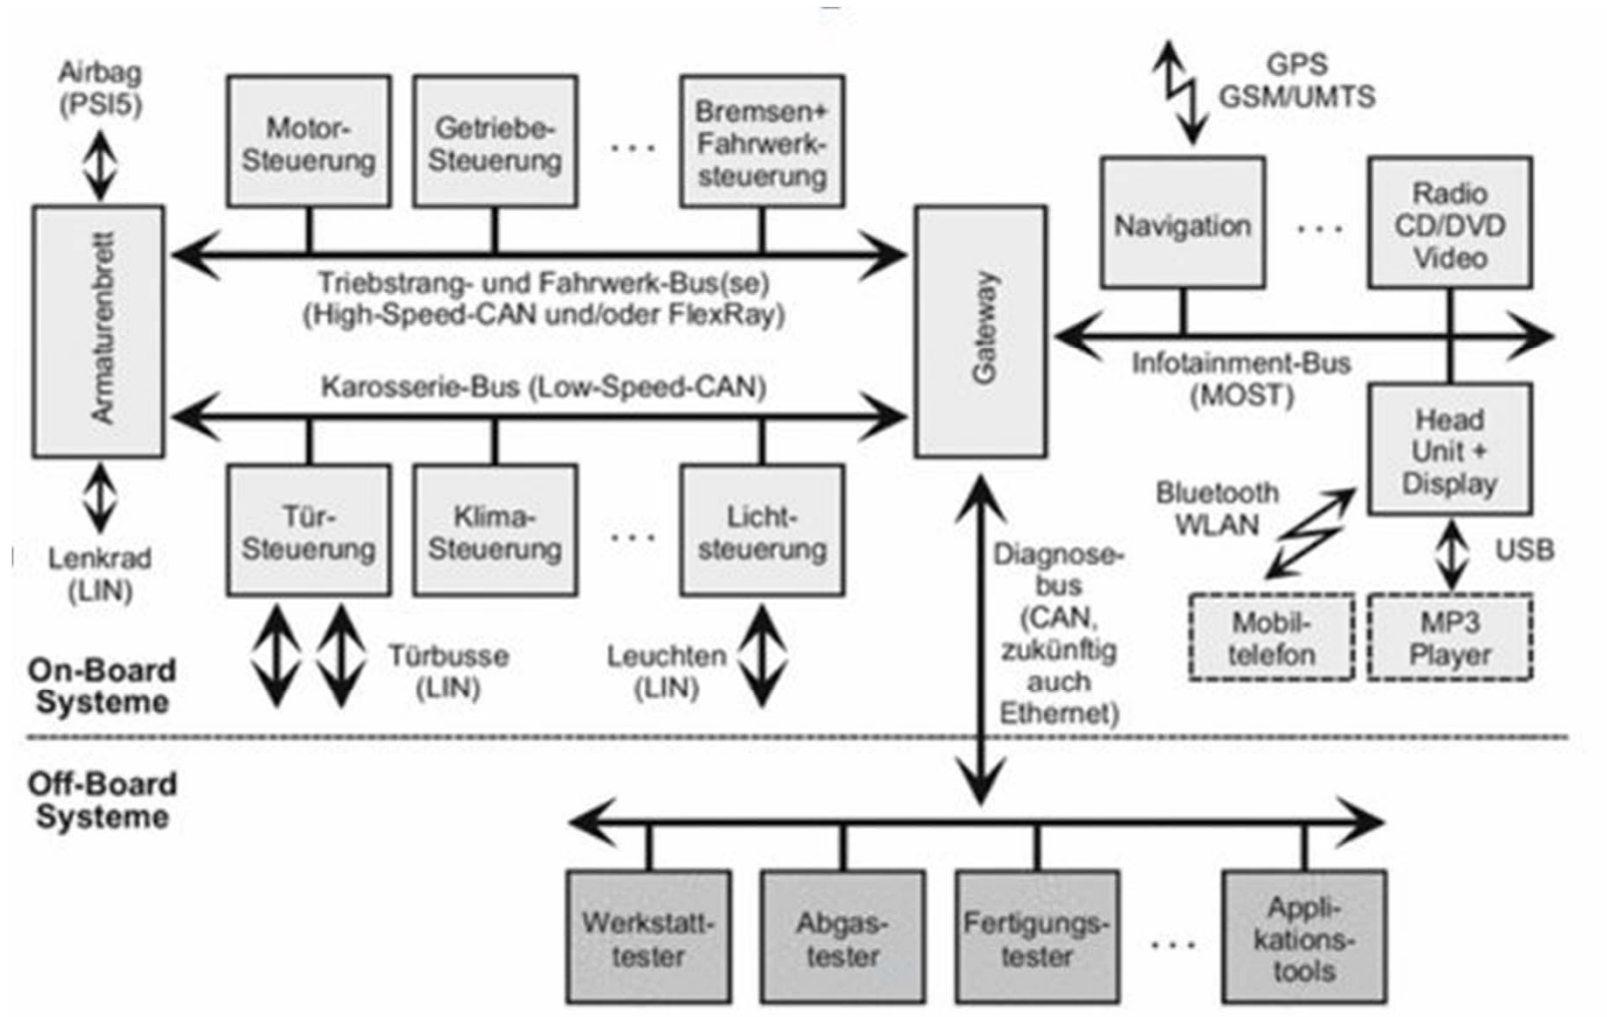 Airbag
(PSI5)
Motor-
Steuerung
Getriebe-
Steuerung
...
Bremsen+
Fahrwerk-
steuerung
GPS
GSM/UMTS
Navigation
...
Radio
CD/DVD
Video
Armaturenbrett
Triebstrang- und Fahrwerk-Bus(se)
(High-Speed-CAN und/oder FlexRay)
Gateway
Infotainment-Bus
(MOST)
Karosserie-Bus (Low-Speed-CAN)
Head
Unit +
Display
Bluetooth
WLAN
USB
Lenkrad
(LIN)
Tür-
Steuerung
Klima-
Steuerung
...
Licht-
steuerung
Diagnose-
bus
(CAN,
zukünftig
auch
Ethernet)
Mobil-
telefon
MP3
Player
Türbusse
(LIN)
Leuchten
(LIN)
On-Board
Systeme
Off-Board
Systeme
Werkstatt-
tester
Abgas-
tester
Fertigungs-
tester
...
Appli-
kations-
tools